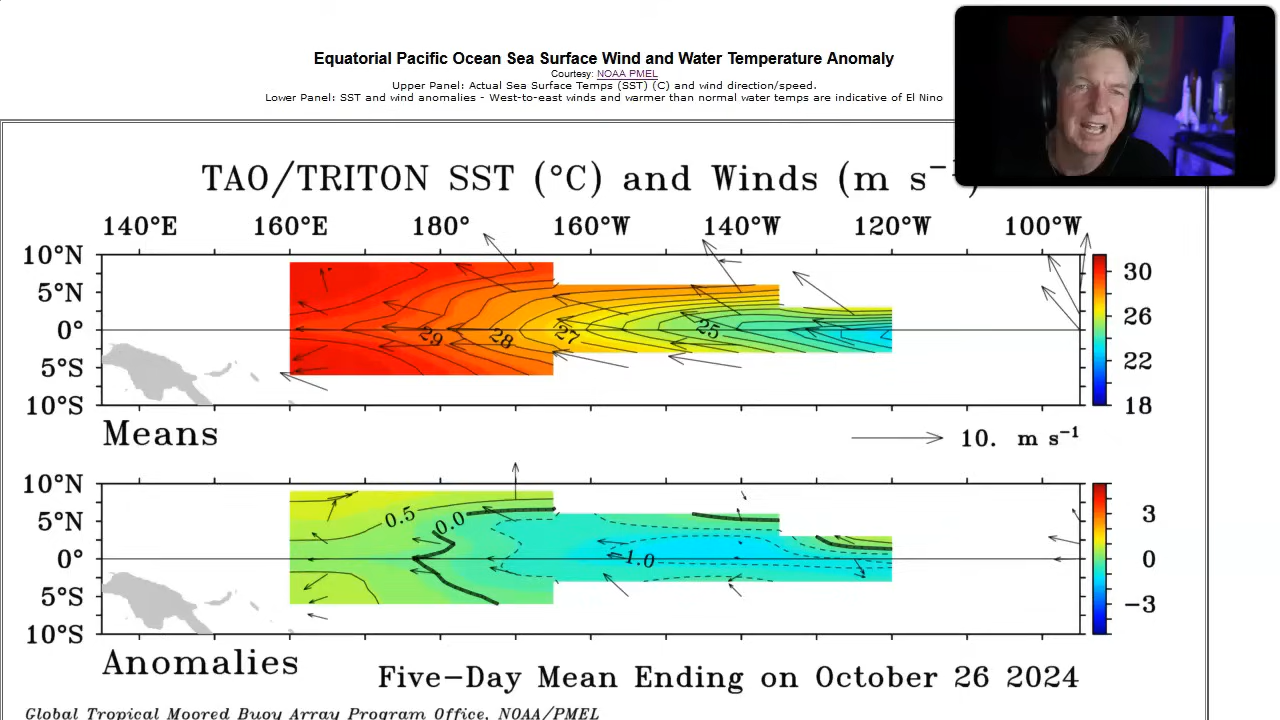 Equatorial Pacific Ocean Sea Surface Wind and Water Temperature Anomaly
Courtesy: NOAA PMEL
Upper Panel: Actual Sea Surface Temps (SST) (C) and wind direction/speed.
Lower Panel: SST and wind anomalies - West-to-east winds and warmer than normal water temps are indicative of El Nino
TAO/TRITON SST (°C) and Winds (m s⁻
140°E 160°E 180° 160°W 140°W 120°W 100°W
10°N
5°N
0°
5°S
10°S
29 28 27 25
30
26
22
18
Means
10. m s⁻¹
10°N
5°N
0°
5°S
10°S
0.5 0.0 -1.0
3
0
−3
Anomalies
Five−Day Mean Ending on October 26 2024
Global Tropical Moored Buoy Array Program Office, NOAA/PMEL